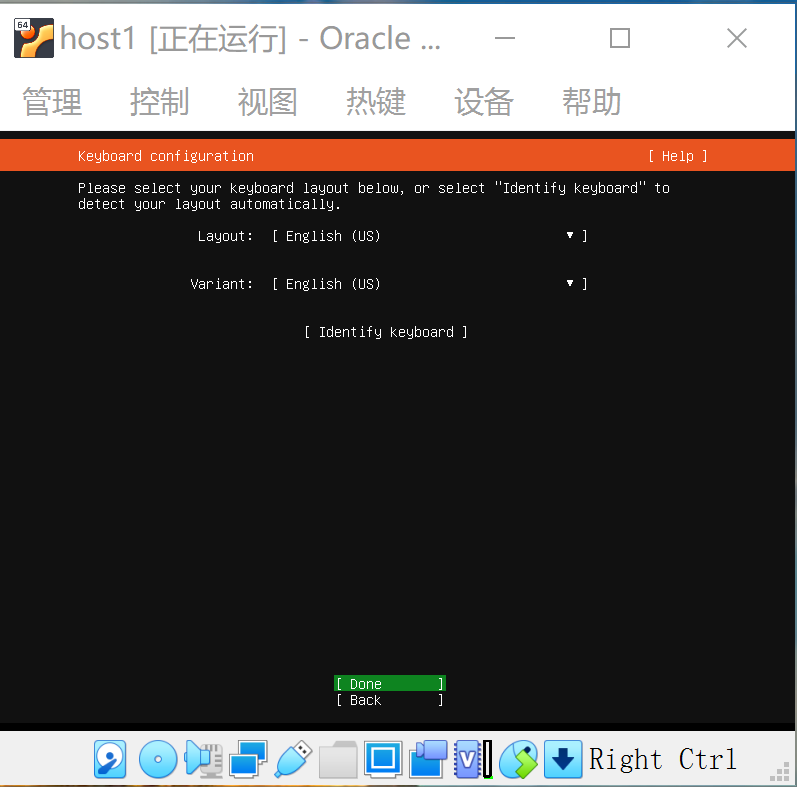 64
host1 [正在运行] - Oracle ...
管理 控制 视图 热键 设备 帮助
Keyboard configuration [ Help ]
Please select your keyboard layout below, or select "Identify keyboard" to
detect your layout automatically.
Layout: [ English (US) ▾ ]
Variant: [ English (US) ▾ ]
[ Identify keyboard ]
[ Done ]
[ Back ]
V
Right Ctrl